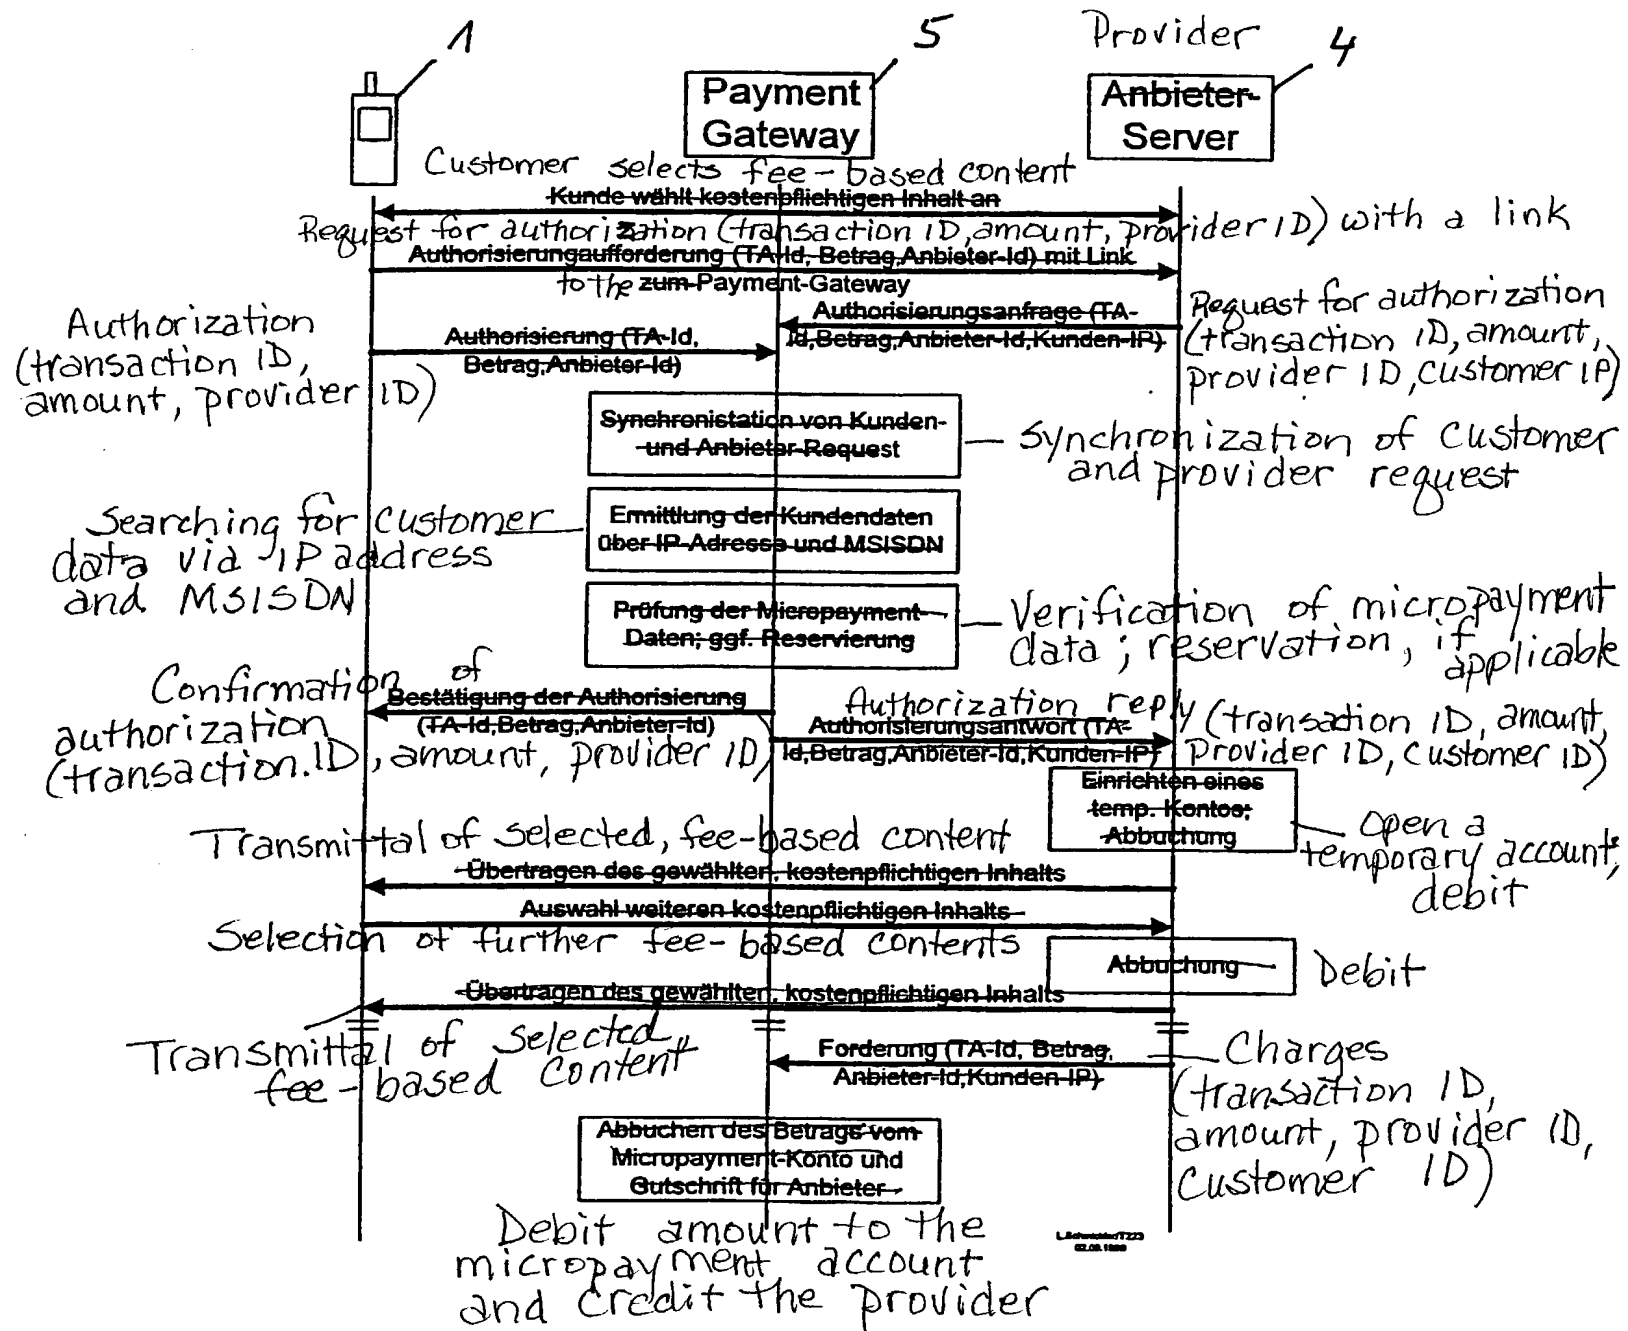 1
5
Provider
4
Payment
Gateway
Anbieter-
Server
Customer selects fee-based content
Kunde wählt kostenpflichtigen Inhalt an
Request for authorization (transaction ID, amount, provider ID) with a link
Authorisierungaufforderung (TA-Id, Betrag,Anbieter-Id) mit Link
to the zum Payment-Gateway
Authorization
(transaction ID,
amount, provider ID)
Authorisierung (TA-Id,
Betrag,Anbieter-Id)
Authorisierungsanfrage (TA-
Id,Betrag,Anbieter-Id,Kunden-IP)
Request for authorization
(transaction ID, amount,
provider ID, customer IP)
Synchronistation von Kunden-
und Anbieter-Request
Synchronization of customer
and provider request
Searching for customer
data via IP address
and MSISDN
Ermittlung der Kundendaten
über IP-Adresse und MSISDN
Prüfung der Micropayment-
Daten; ggf. Reservierung
Verification of micropayment
data; reservation, if
applicable
Confirmation of
authorization
(transaction.ID, amount, provider ID)
Bestätigung der Authorisierung
(TA-Id,Betrag,Anbieter-Id)
Authorization reply (transaction ID, amount,
Provider ID, customer ID)
Authorisierungsantwort (TA-
Id,Betrag,Anbieter-Id,Kunden-IP)
Einrichten eines
temp. Kontos;
Abbuchung
open a
temporary account;
debit
Transmittal of selected, fee-based content
Übertragen des gewählten, kostenpflichtigen Inhalts
Auswahl weiteren kostenpflichtigen Inhalts
Selection of further fee-based contents
Abbuchung
Debit
Übertragen des gewählten, kostenpflichtigen Inhalts
Transmittal of selected,
fee-based content
Forderung (TA-Id, Betrag,
Anbieter-Id,Kunden-IP)
Charges
(transaction ID,
amount, provider ID,
customer ID)
Abbuchen des Betrags vom
Micropayment-Konto und
Gutschrift für Anbieter
Debit amount to the
micropayment account
and credit the provider